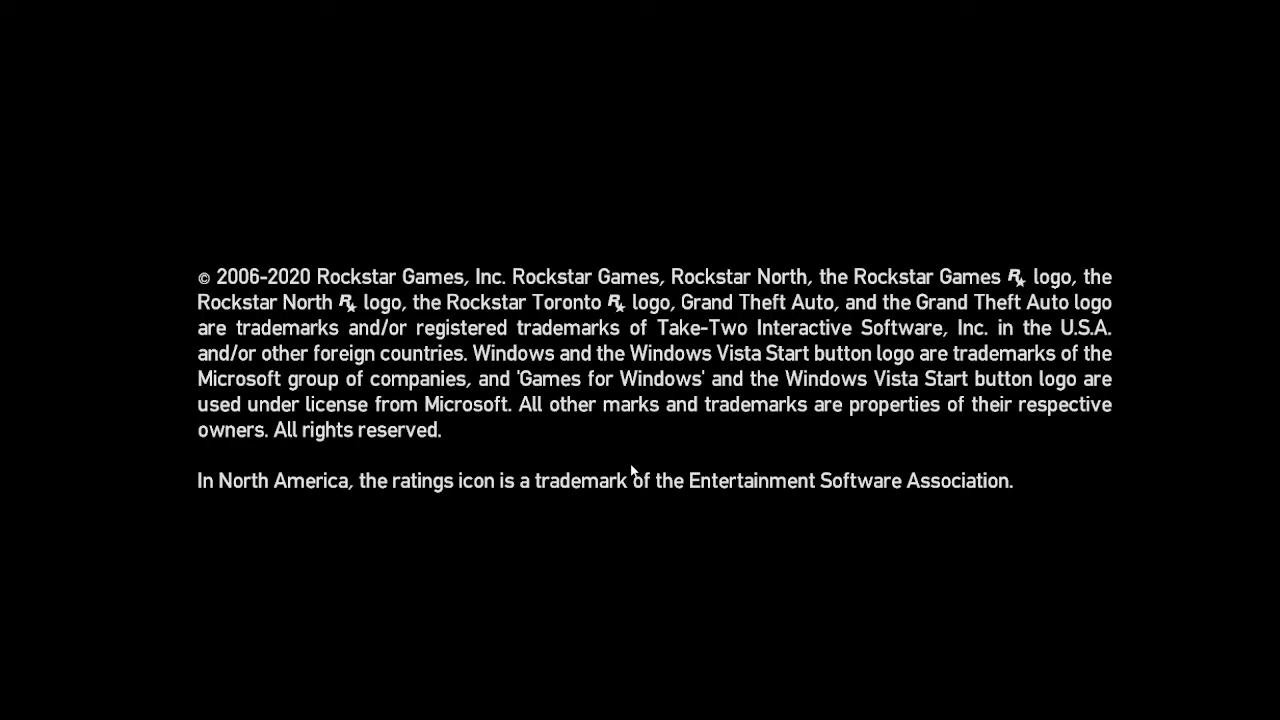 © 2006-2020 Rockstar Games, Inc. Rockstar Games, Rockstar North, the Rockstar Games R logo, the
Rockstar North R logo, the Rockstar Toronto R logo, Grand Theft Auto, and the Grand Theft Auto logo
are trademarks and/or registered trademarks of Take-Two Interactive Software, Inc. in the U.S.A.
and/or other foreign countries. Windows and the Windows Vista Start button logo are trademarks of the
Microsoft group of companies, and 'Games for Windows' and the Windows Vista Start button logo are
used under license from Microsoft. All other marks and trademarks are properties of their respective
owners. All rights reserved.
In North America, the ratings icon is a trademark of the Entertainment Software Association.